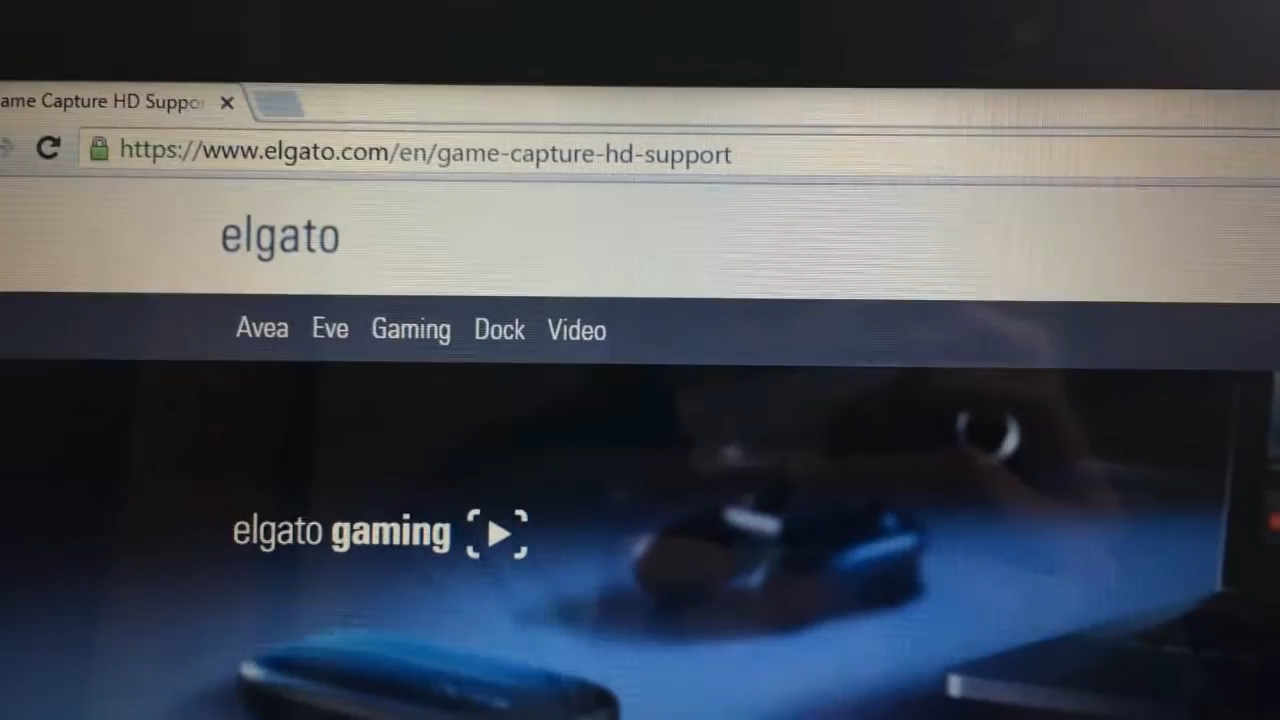 ame Capture HD Suppo
https://www.elgato.com/en/game-capture-hd-support
elgato
Avea Eve Gaming Dock Video
elgato gaming